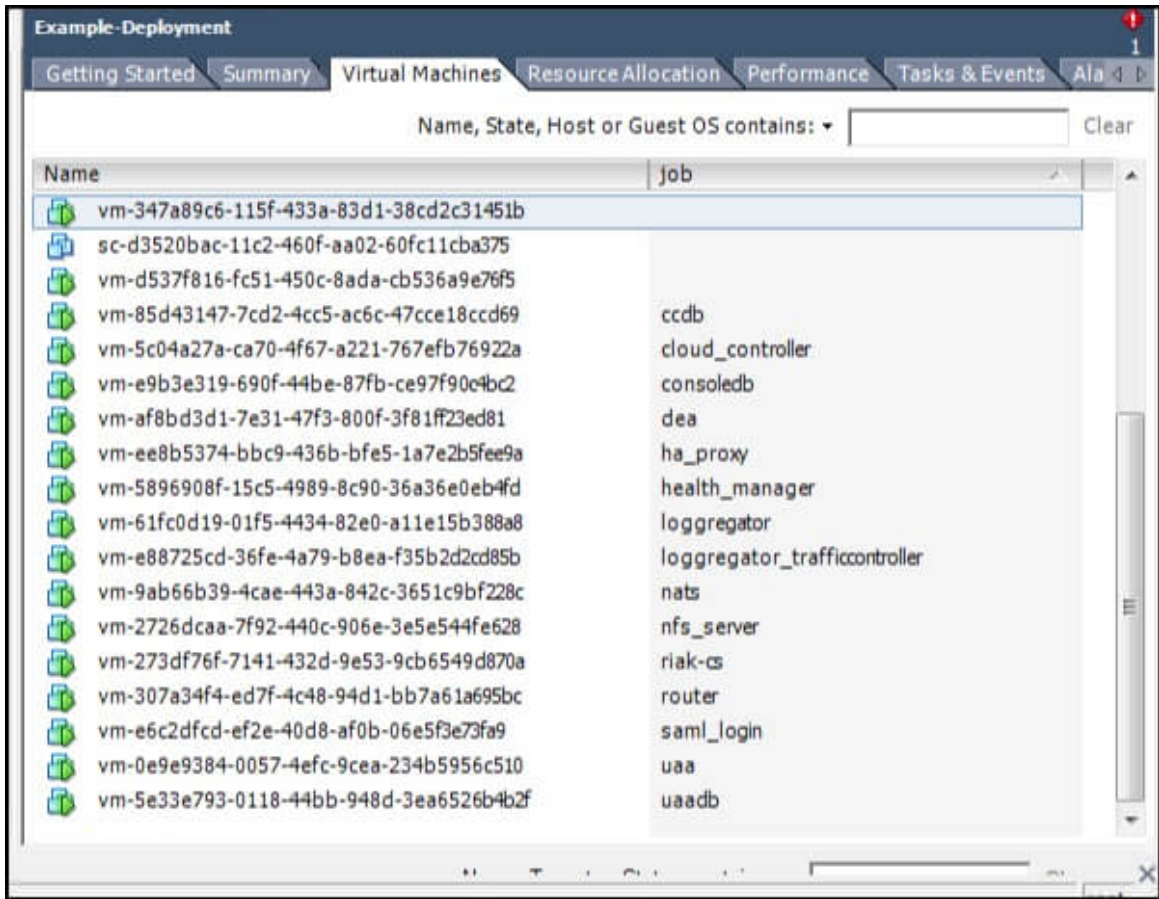 Example-Deployment
1
Getting Started Summary Virtual Machines Resource Allocation Performance Tasks & Events Ala
Name, State, Host or Guest OS contains: Clear
Name job
vm-347a89c6-115f-433a-83d1-38cd2c31451b
sc-d3520bac-11c2-460f-aa02-60fc11cba375
vm-d537f816-fc51-450c-8ada-cb536a9e76f5
vm-85d43147-7cd2-4cc5-ac6c-47cce18ccd69 ccdb
vm-5c04a27a-ca70-4f67-a221-767efb76922a cloud_controller
vm-e9b3e319-690f-44be-87fb-ce97f90c4bc2 consoledb
vm-af8bd3d1-7e31-47f3-800f-3f81ff23ed81 dea
vm-ee8b5374-bbc9-436b-bfe5-1a7e2b5fee9a ha_proxy
vm-5896908f-15c5-4989-8c90-36a36e0eb4fd health_manager
vm-61fc0d19-01f5-4434-82e0-a11e15b388a8 loggregator
vm-e88725cd-36fe-4a79-b8ea-f35b2d2cd85b loggregator_trafficcontroller
vm-9ab66b39-4cae-443a-842c-3651c9bf228c nats
vm-2726dcaa-7f92-440c-906e-3e5e544fe628 nfs_server
vm-273df76f-7141-432d-9e53-9cb6549d870a riak-cs
vm-307a34f4-ed7f-4c48-94d1-bb7a61a695bc router
vm-e6c2dfcd-ef2e-40d8-af0b-06e5f3e73fa9 saml_login
vm-0e9e9384-0057-4efc-9cea-234b5956c510 uaa
vm-5e33e793-0118-44bb-948d-3ea6526b4b2f uaadb